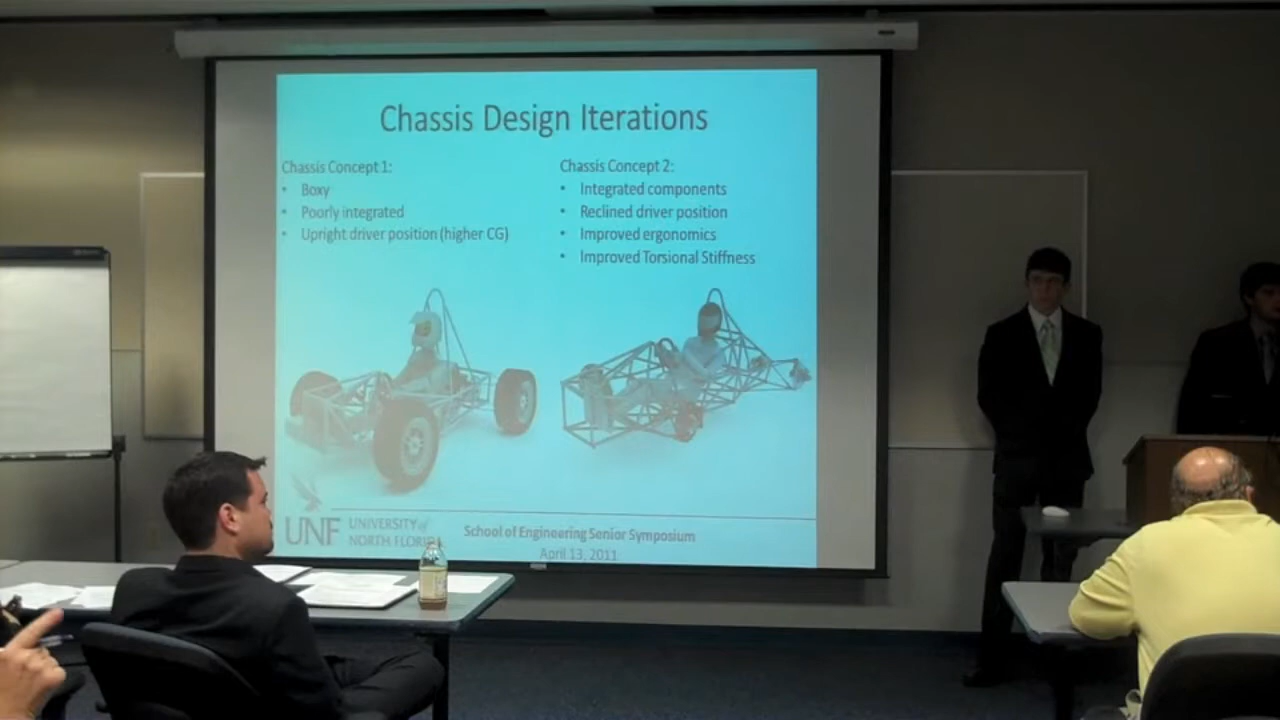 Chassis Design Iterations
Chassis Concept 1:
• Boxy
• Poorly integrated
• Upright driver position (higher CG)
Chassis Concept 2:
• Integrated components
• Reclined driver position
• Improved ergonomics
• Improved Torsional Stiffness
UNF
UNIVERSITY of
NORTH FLORIDA
School of Engineering Senior Symposium
April 13, 2011